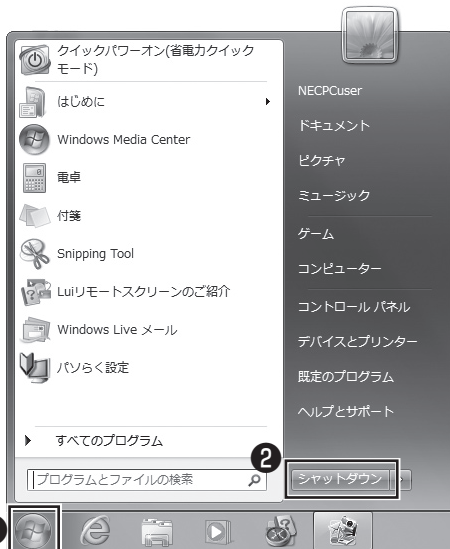 クイックパワーオン(省電力クイック
モード)
はじめに
Windows Media Center
電卓
付箋
Snipping Tool
Luiリモートスクリーンのご紹介
Windows Live メール
パソらく設定
すべてのプログラム
プログラムとファイルの検索
NECPCuser
ドキュメント
ピクチャ
ミュージック
ゲーム
コンピューター
コントロール パネル
デバイスとプリンター
既定のプログラム
ヘルプとサポート
❷
シャットダウン